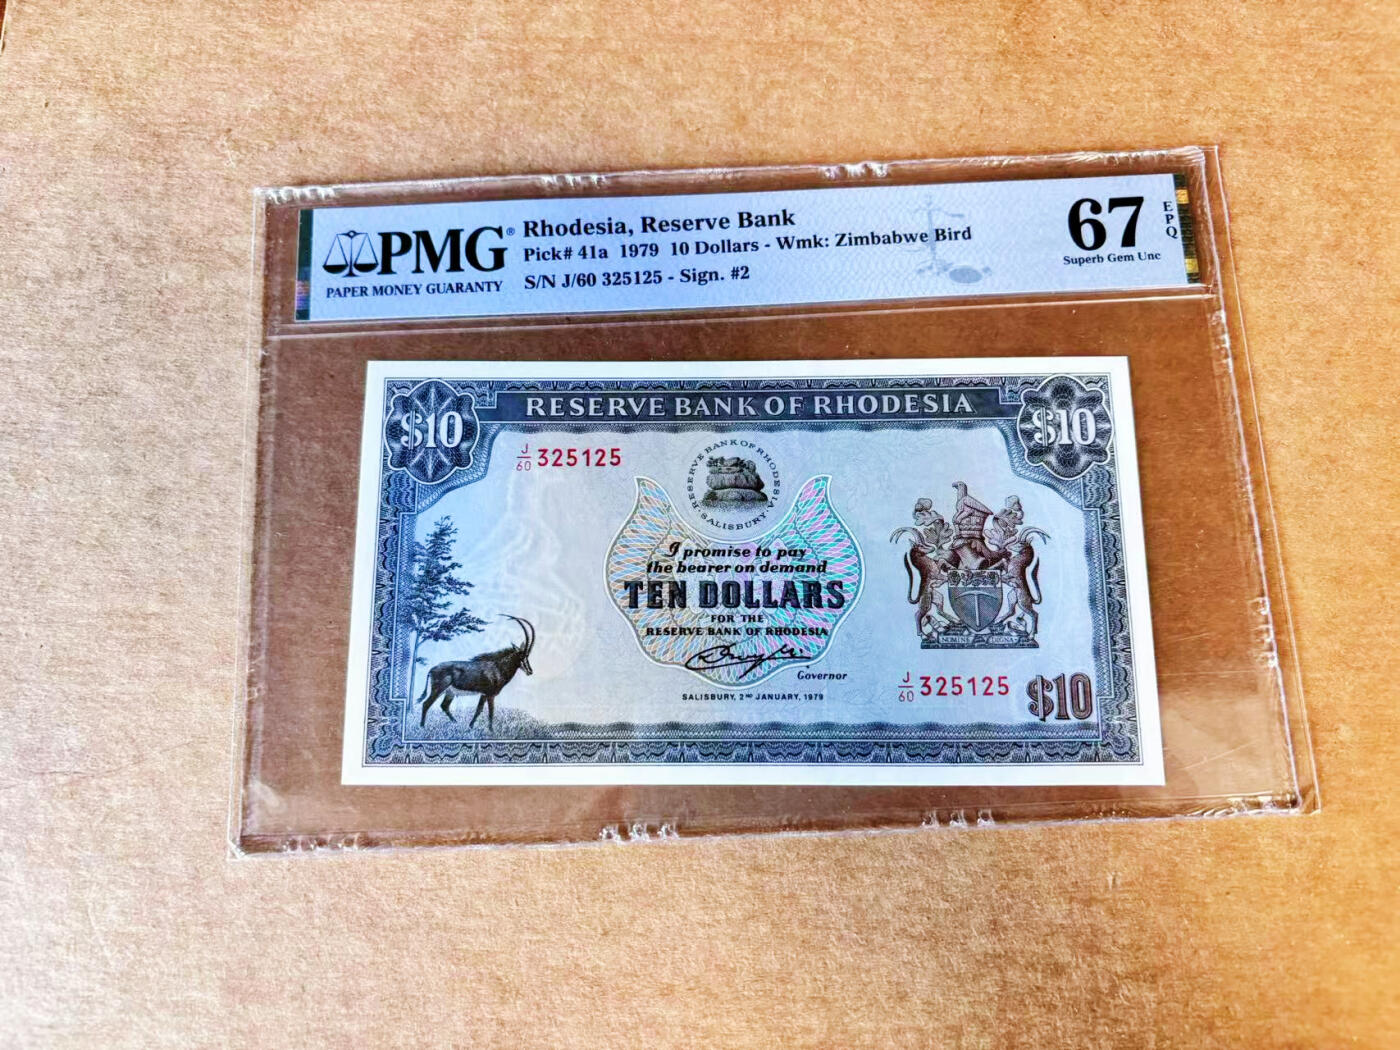 PMG®
PAPER MONEY GUARANTY
Rhodesia, Reserve Bank
Pick# 41a 1979 10 Dollars - Wmk: Zimbabwe Bird
S/N J/60 325125 - Sign. #2
67
EPQ
Superb Gem Unc
RESERVE BANK OF RHODESIA
$10
$10
J/60 325125
RESERVE BANK OF RHODESIA
SALISBURY
I promise to pay
the bearer on demand
TEN DOLLARS
FOR THE
RESERVE BANK OF RHODESIA
Governor
SALISBURY, 2ND JANUARY, 1979
NOMINE DIGNA
J/60 325125
$10